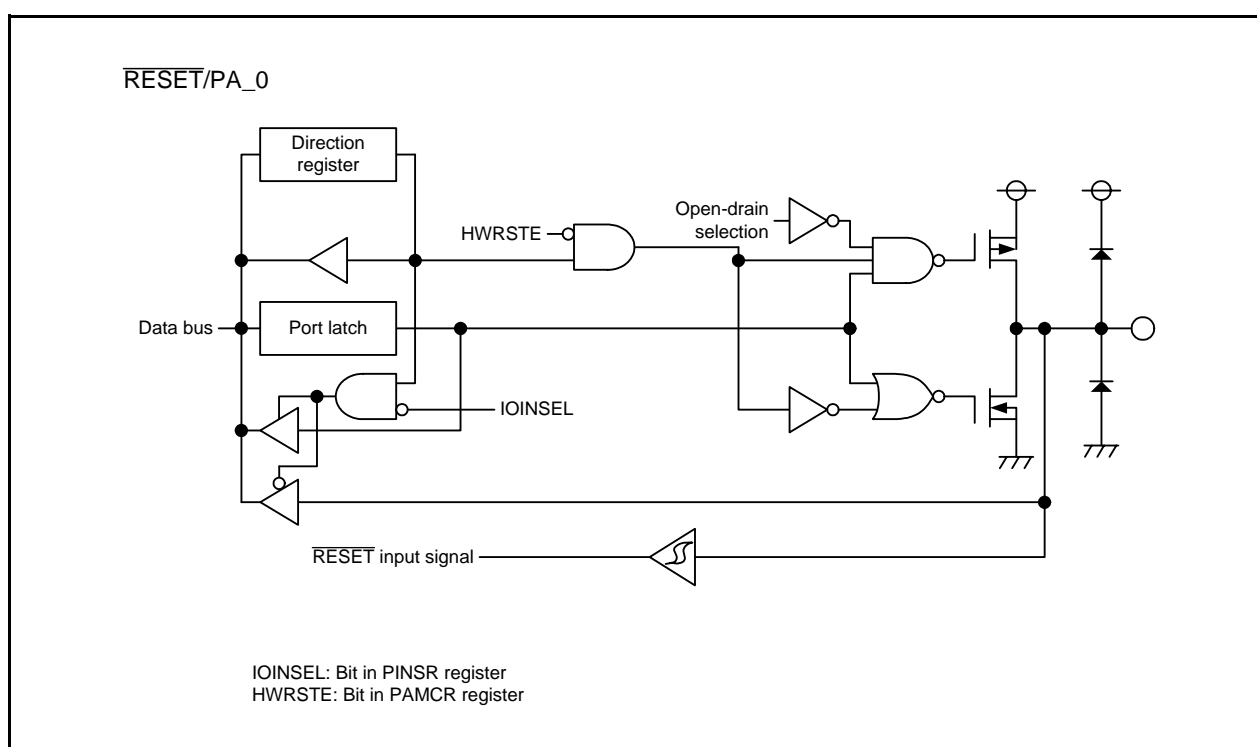 RESET/PA_0
Direction
register
Open-drain
selection
HWRSTE
Data bus
Port latch
IOINSEL
RESET input signal
IOINSEL: Bit in PINSR register
HWRSTE: Bit in PAMCR register